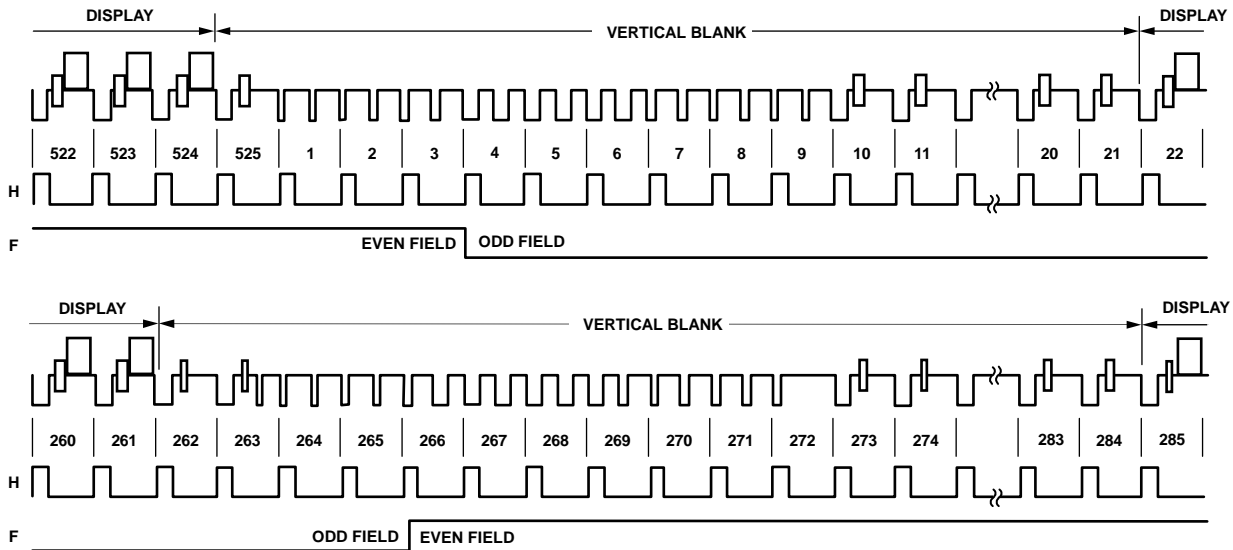 DISPLAY VERTICAL BLANK DISPLAY
522 523 524 525 1 2 3 4 5 6 7 8 9 10 11 20 21 22
H
F EVEN FIELD ODD FIELD
DISPLAY VERTICAL BLANK DISPLAY
260 261 262 263 264 265 266 267 268 269 270 271 272 273 274 283 284 285
H
F ODD FIELD EVEN FIELD